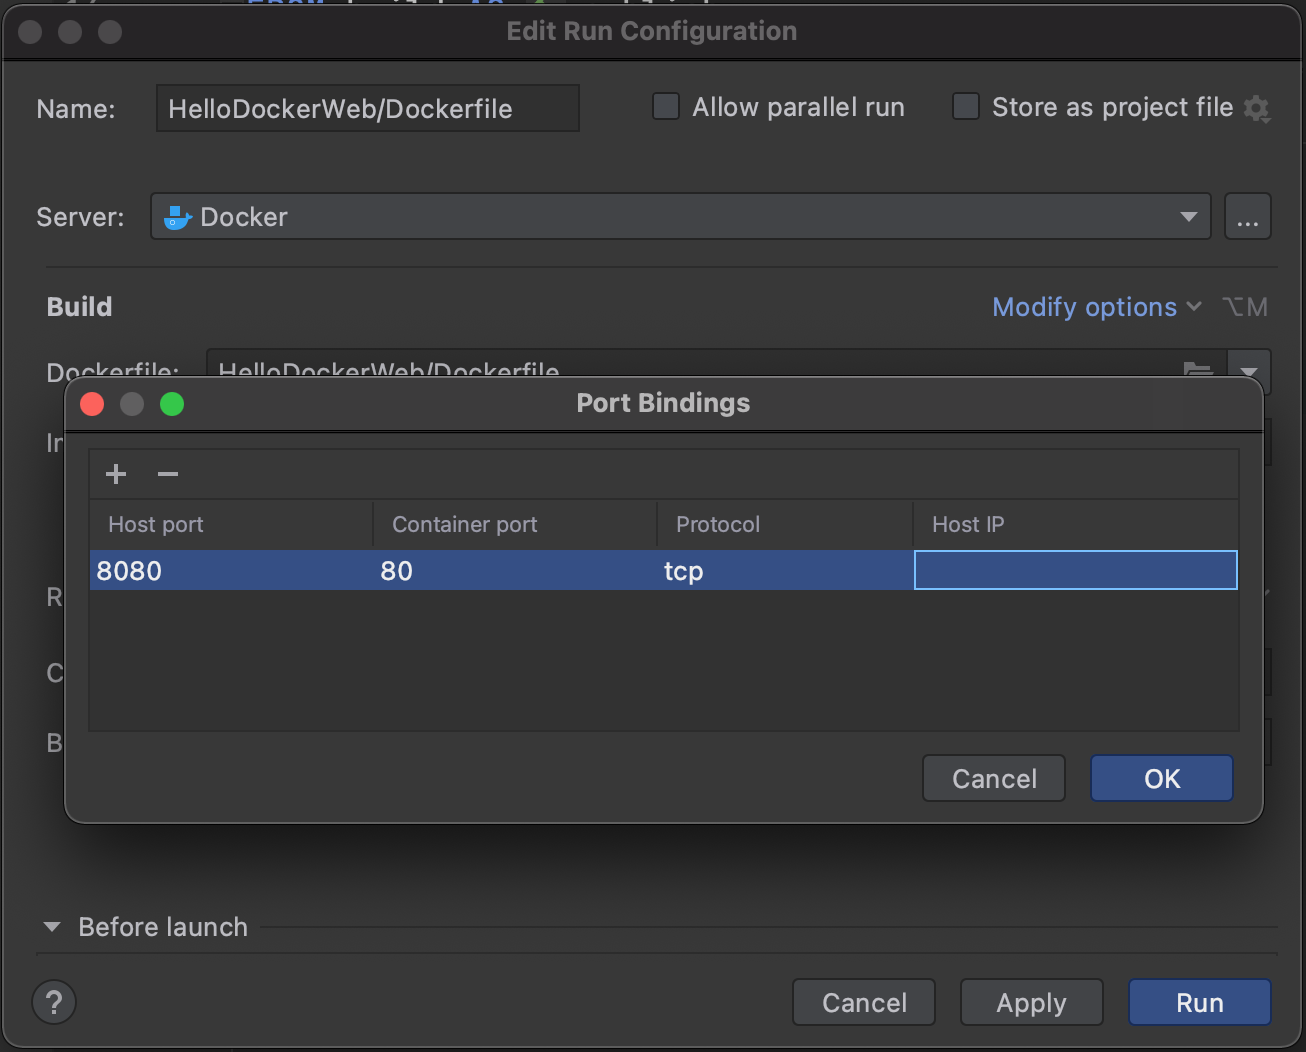 Edit Run Configuration
Name: HelloDockerWeb/Dockerfile Allow parallel run Store as project file
Server: Docker ...
Build Modify options ⌥M
Dockerfile: HelloDockerWeb/Dockerfile
Port Bindings
+ −
Host port Container port Protocol Host IP
8080 80 tcp
Cancel OK
Before launch
? Cancel Apply Run